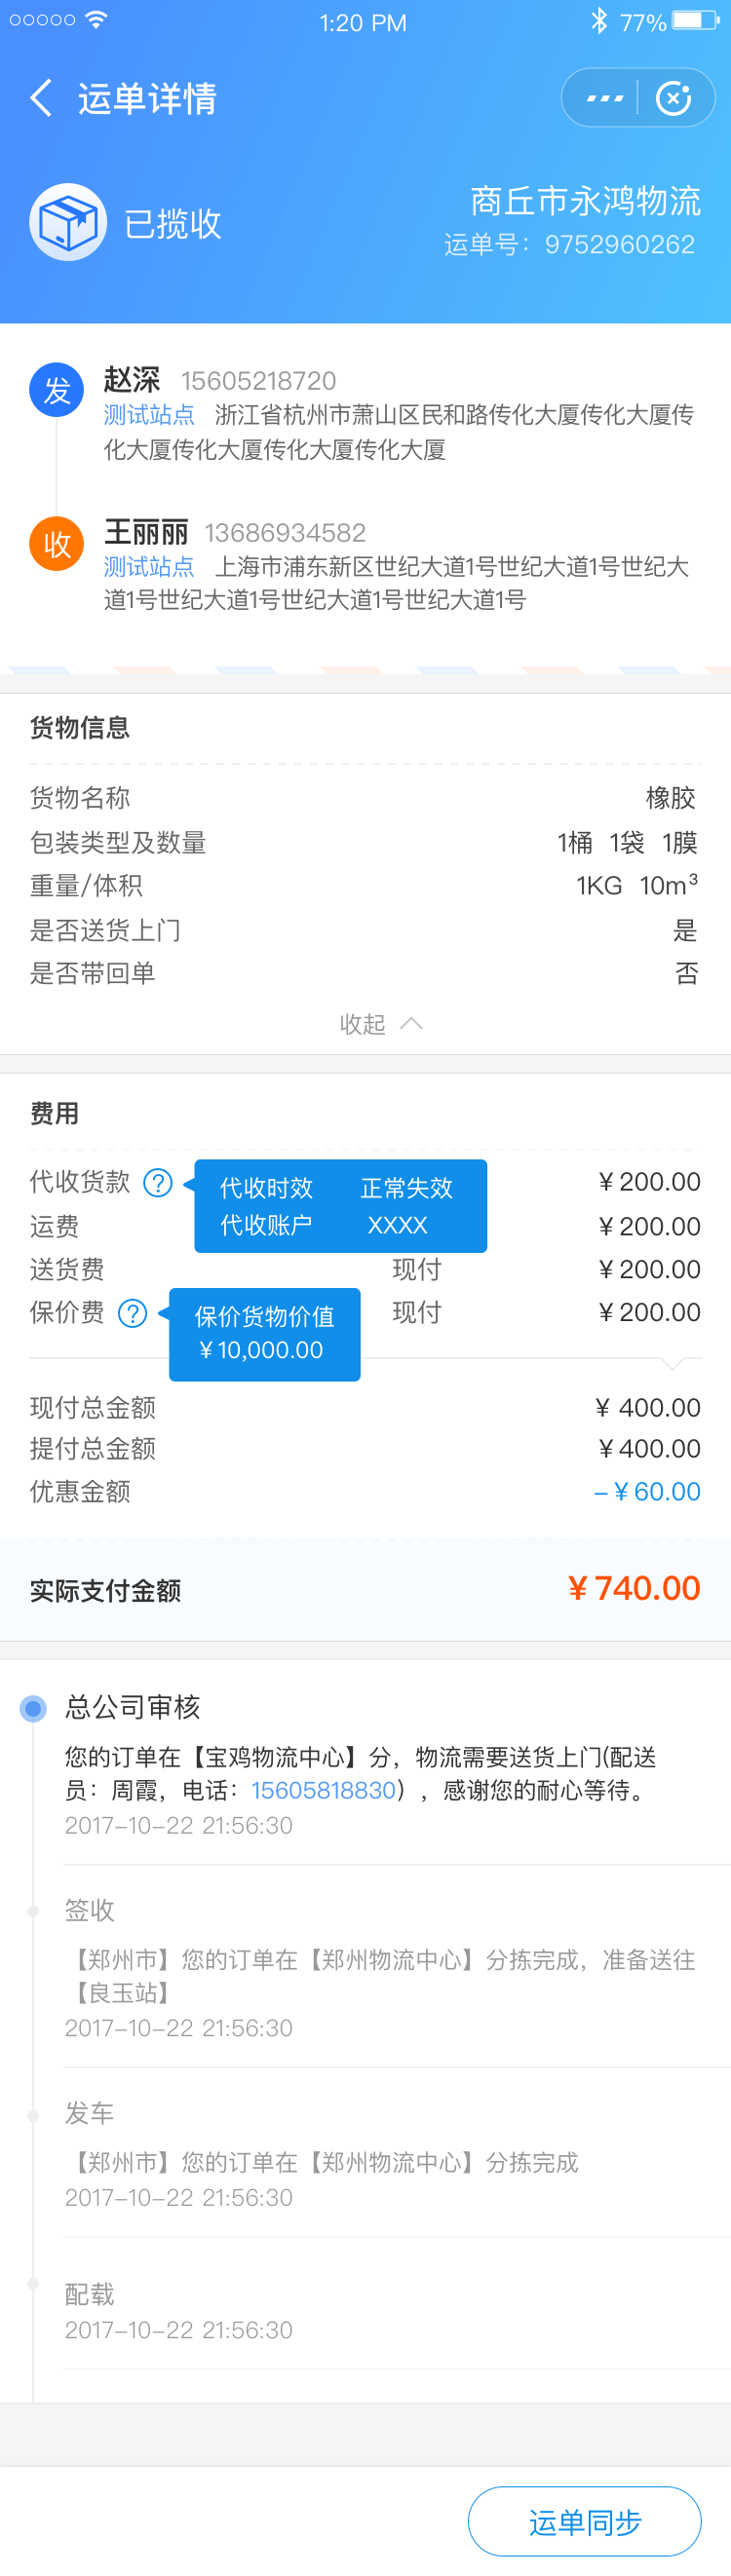 1:20 PM 77%
运单详情
已揽收
商丘市永鸿物流
运单号：9752960262
发 赵深 15605218720
测试站点 浙江省杭州市萧山区民和路传化大厦传化大厦传
化大厦传化大厦传化大厦传化大厦
收 王丽丽 13686934582
测试站点 上海市浦东新区世纪大道1号世纪大道1号世纪大
道1号世纪大道1号世纪大道1号世纪大道1号
货物信息
货物名称 橡胶
包装类型及数量 1桶 1袋 1膜
重量/体积 1KG 10m³
是否送货上门 是
是否带回单 否
收起
费用
代收货款 ? 代收时效 正常失效 ¥200.00
运费 代收账户 XXXX ¥200.00
送货费 现付 ¥200.00
保价费 ? 保价货物价值 现付 ¥200.00
¥10,000.00
现付总金额 ¥ 400.00
提付总金额 ¥400.00
优惠金额 –¥60.00
实际支付金额 ¥740.00
总公司审核
您的订单在【宝鸡物流中心】分，物流需要送货上门(配送
员：周霞，电话：15605818830），感谢您的耐心等待。
2017–10–22 21:56:30
签收
【郑州市】您的订单在【郑州物流中心】分拣完成，准备送往
【良玉站】
2017–10–22 21:56:30
发车
【郑州市】您的订单在【郑州物流中心】分拣完成
2017–10–22 21:56:30
配载
2017–10–22 21:56:30
运单同步